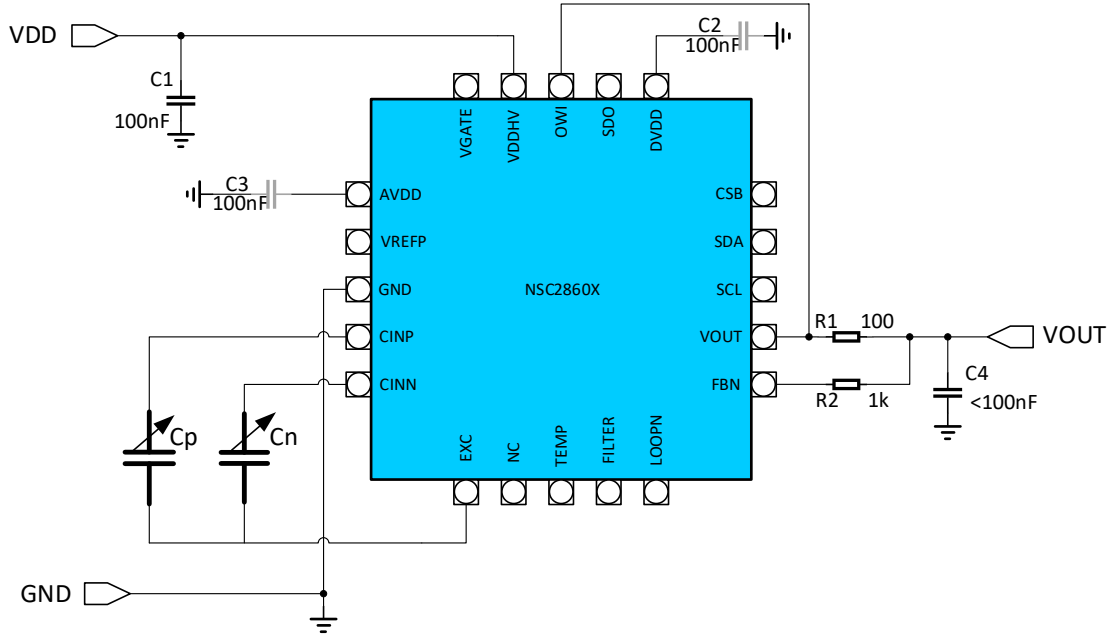 VDD
C1
100nF
C2
100nF
VGATE
VDDHV
OWI
SDO
DVDD
C3
100nF
AVDD
CSB
VREFP
SDA
GND
NSC2860X
SCL
CINP
VOUT
R1 100
VOUT
CINN
FBN
R2 1k
C4
<100nF
Cp
Cn
EXC
NC
TEMP
FILTER
LOOPN
GND